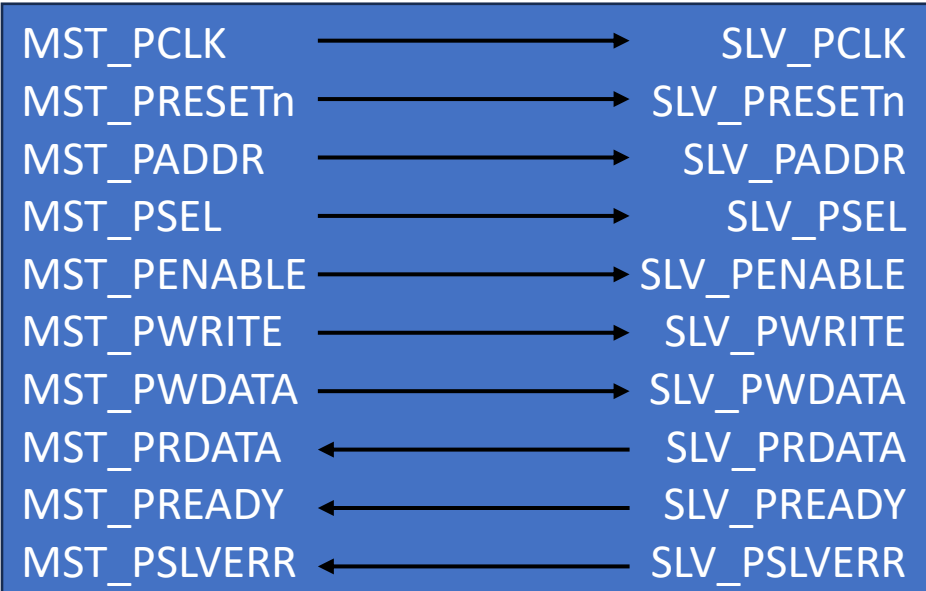 MST_PCLK SLV_PCLK
MST_PRESETn SLV_PRESETn
MST_PADDR SLV_PADDR
MST_PSEL SLV_PSEL
MST_PENABLE SLV_PENABLE
MST_PWRITE SLV_PWRITE
MST_PWDATA SLV_PWDATA
MST_PRDATA SLV_PRDATA
MST_PREADY SLV_PREADY
MST_PSLVERR SLV_PSLVERR